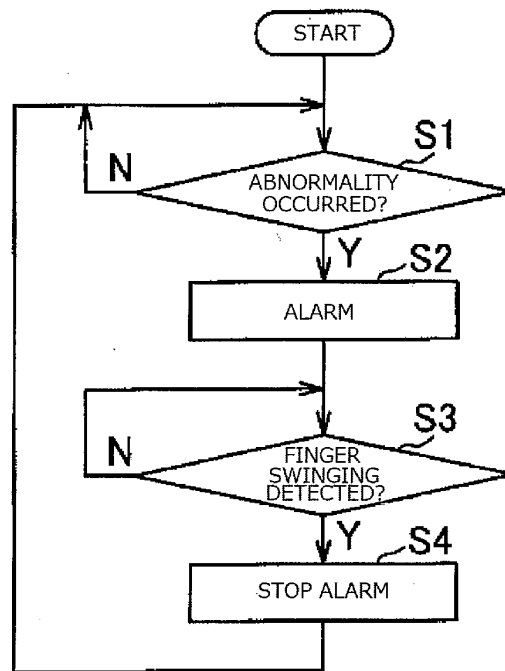 START
S1
N
ABNORMALITY
OCCURRED?
Y
S2
ALARM
S3
N
FINGER
SWINGING
DETECTED?
Y
S4
STOP ALARM